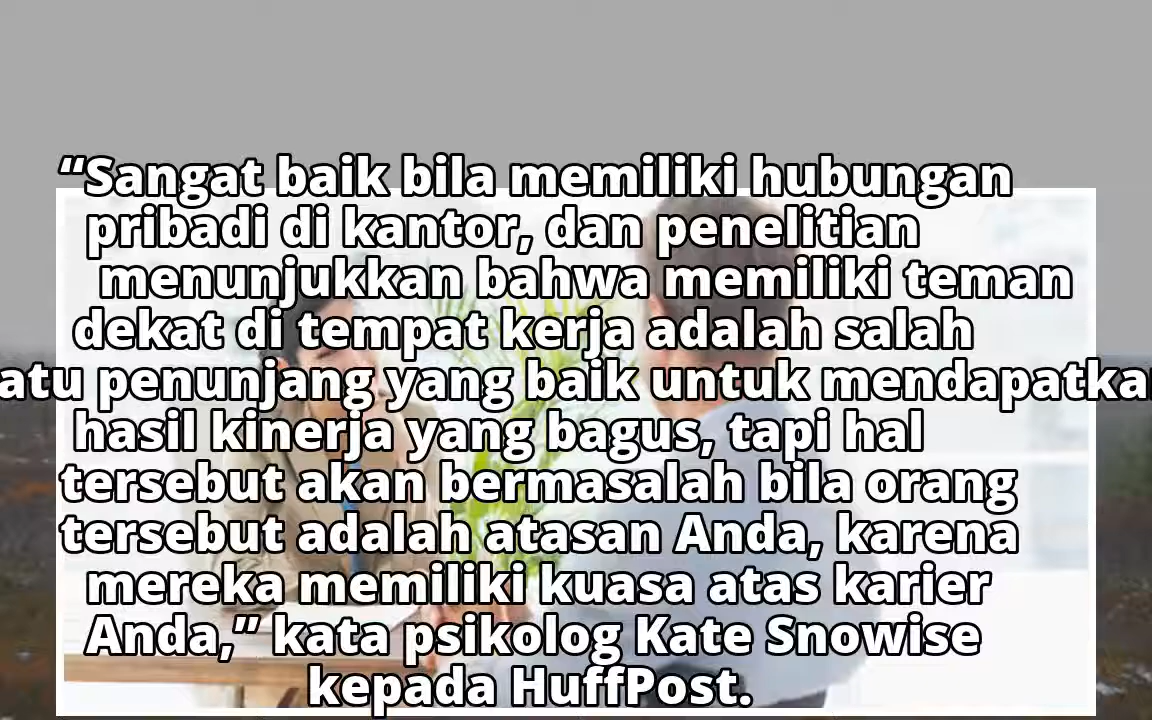 “Sangat baik bila memiliki hubungan
pribadi di kantor, dan penelitian
menunjukkan bahwa memiliki teman
dekat di tempat kerja adalah salah
atu penunjang yang baik untuk mendapatka
hasil kinerja yang bagus, tapi hal
tersebut akan bermasalah bila orang
tersebut adalah atasan Anda, karena
mereka memiliki kuasa atas karier
Anda,” kata psikolog Kate Snowise
kepada HuffPost.